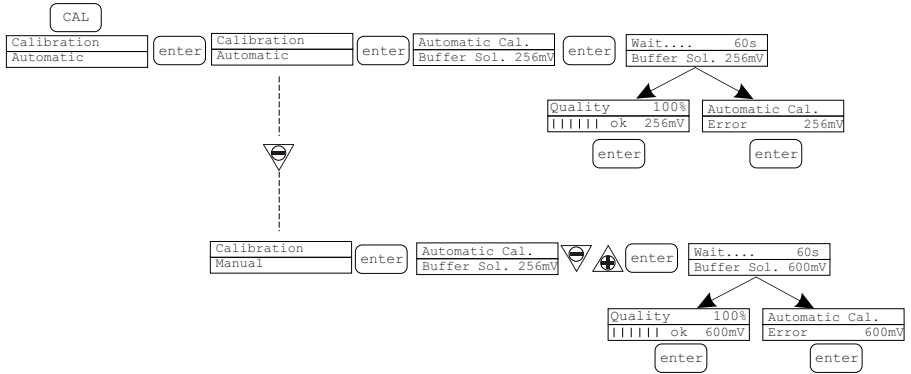 CAL
Calibration
Automatic
enter
Calibration
Automatic
enter
Automatic Cal.
Buffer Sol. 256mV
enter
Wait.... 60s
Buffer Sol. 256mV
Quality 100%
|||||| ok 256mV
enter
Automatic Cal.
Error 256mV
enter
Calibration
Manual
enter
Automatic Cal.
Buffer Sol. 256mV
enter
Wait.... 60s
Buffer Sol. 600mV
Quality 100%
|||||| ok 600mV
enter
Automatic Cal.
Error 600mV
enter